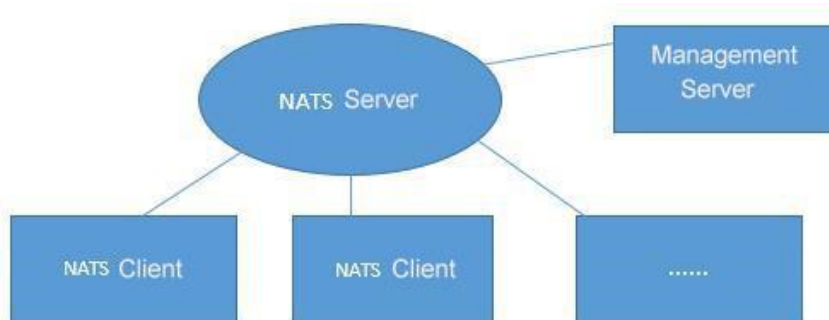 NATS Server
Management
Server
NATS Client
NATS Client
......